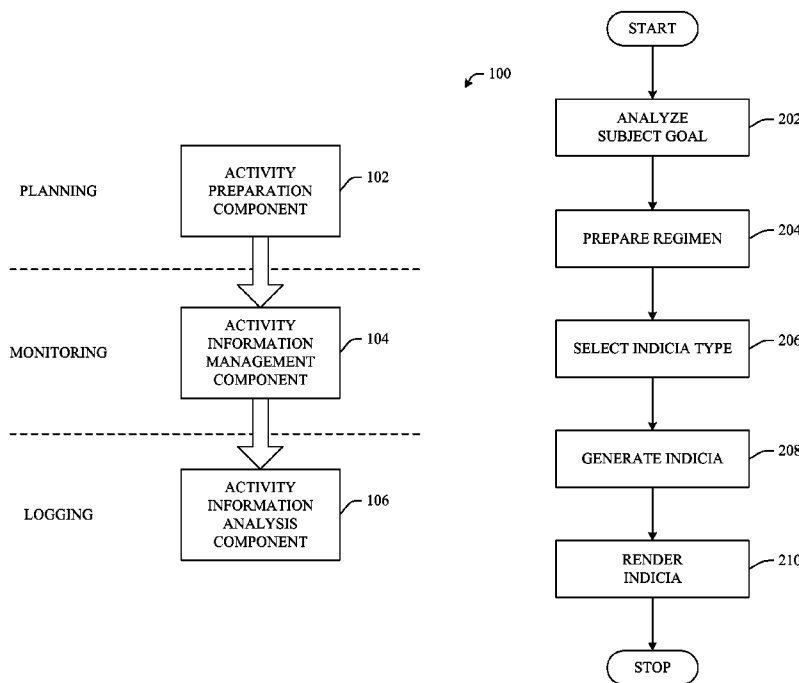 100
PLANNING
ACTIVITY
PREPARATION
COMPONENT
102
MONITORING
ACTIVITY
INFORMATION
MANAGEMENT
COMPONENT
104
LOGGING
ACTIVITY
INFORMATION
ANALYSIS
COMPONENT
106
START
ANALYZE
SUBJECT GOAL
202
PREPARE REGIMEN
204
SELECT INDICIA TYPE
206
GENERATE INDICIA
208
RENDER
INDICIA
210
STOP